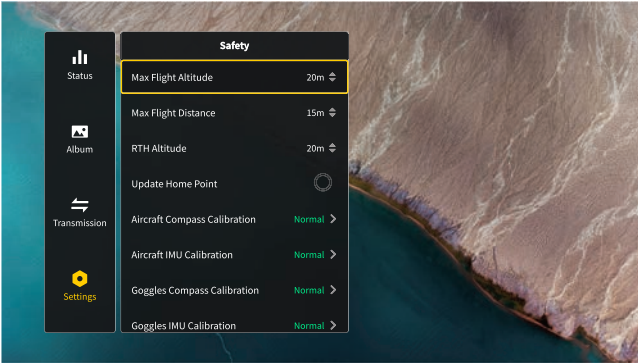 Status
Album
Transmission
Settings
Safety
Max Flight Altitude 20m
Max Flight Distance 15m
RTH Altitude 20m
Update Home Point
Aircraft Compass Calibration Normal
Aircraft IMU Calibration Normal
Goggles Compass Calibration Normal
Goggles IMU Calibration Normal